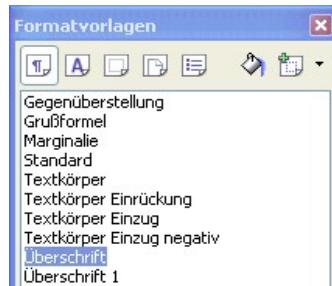 Formatvorlagen
Gegenüberstellung
Grußformel
Marginalie
Standard
Textkörper
Textkörper Einrückung
Textkörper Einzug
Textkörper Einzug negativ
Überschrift
Überschrift 1